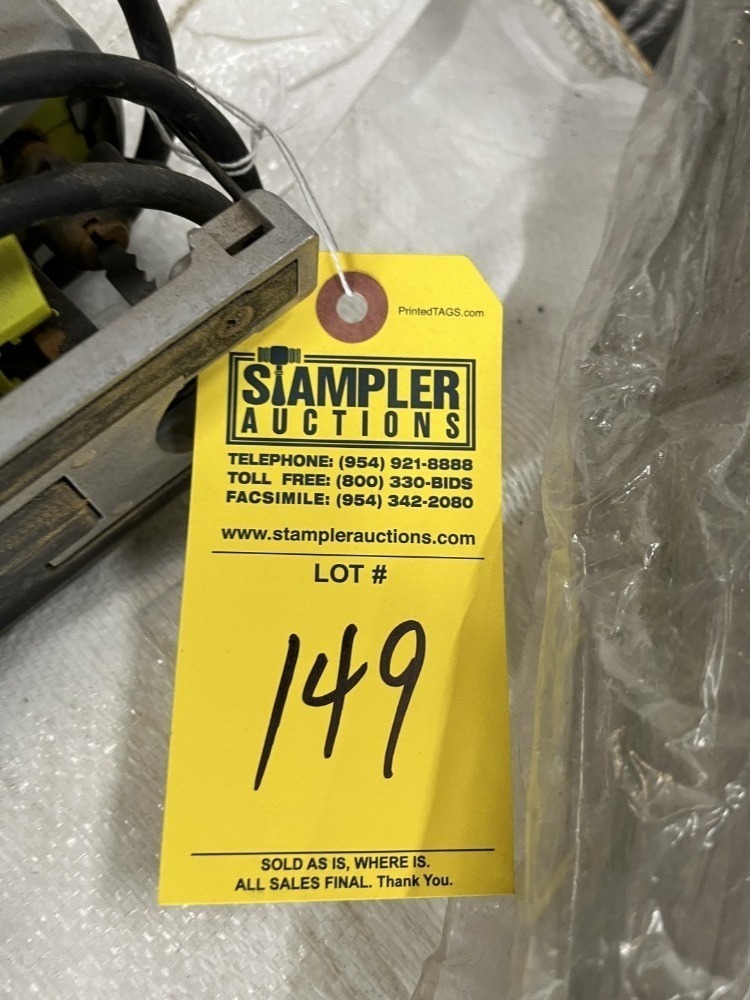 PrintedTAGS.com
STAMPLER
AUCTIONS
TELEPHONE: (954) 921-8888
TOLL FREE: (800) 330-BIDS
FACSIMILE: (954) 342-2080
www.stamplerauctions.com
LOT #
149
SOLD AS IS, WHERE IS.
ALL SALES FINAL. Thank You.